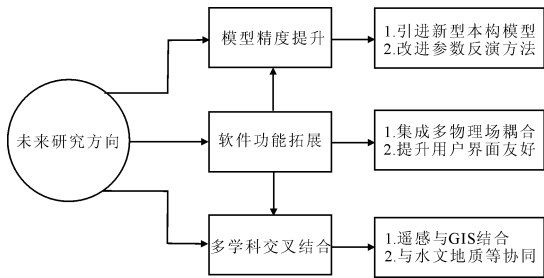 未来研究方向
模型精度提升
1.引进新型本构模型
2.改进参数反演方法
软件功能拓展
1.集成多物理场耦合
2.提升用户界面友好
多学科交叉结合
1.遥感与GIS结合
2.与水文地质等协同